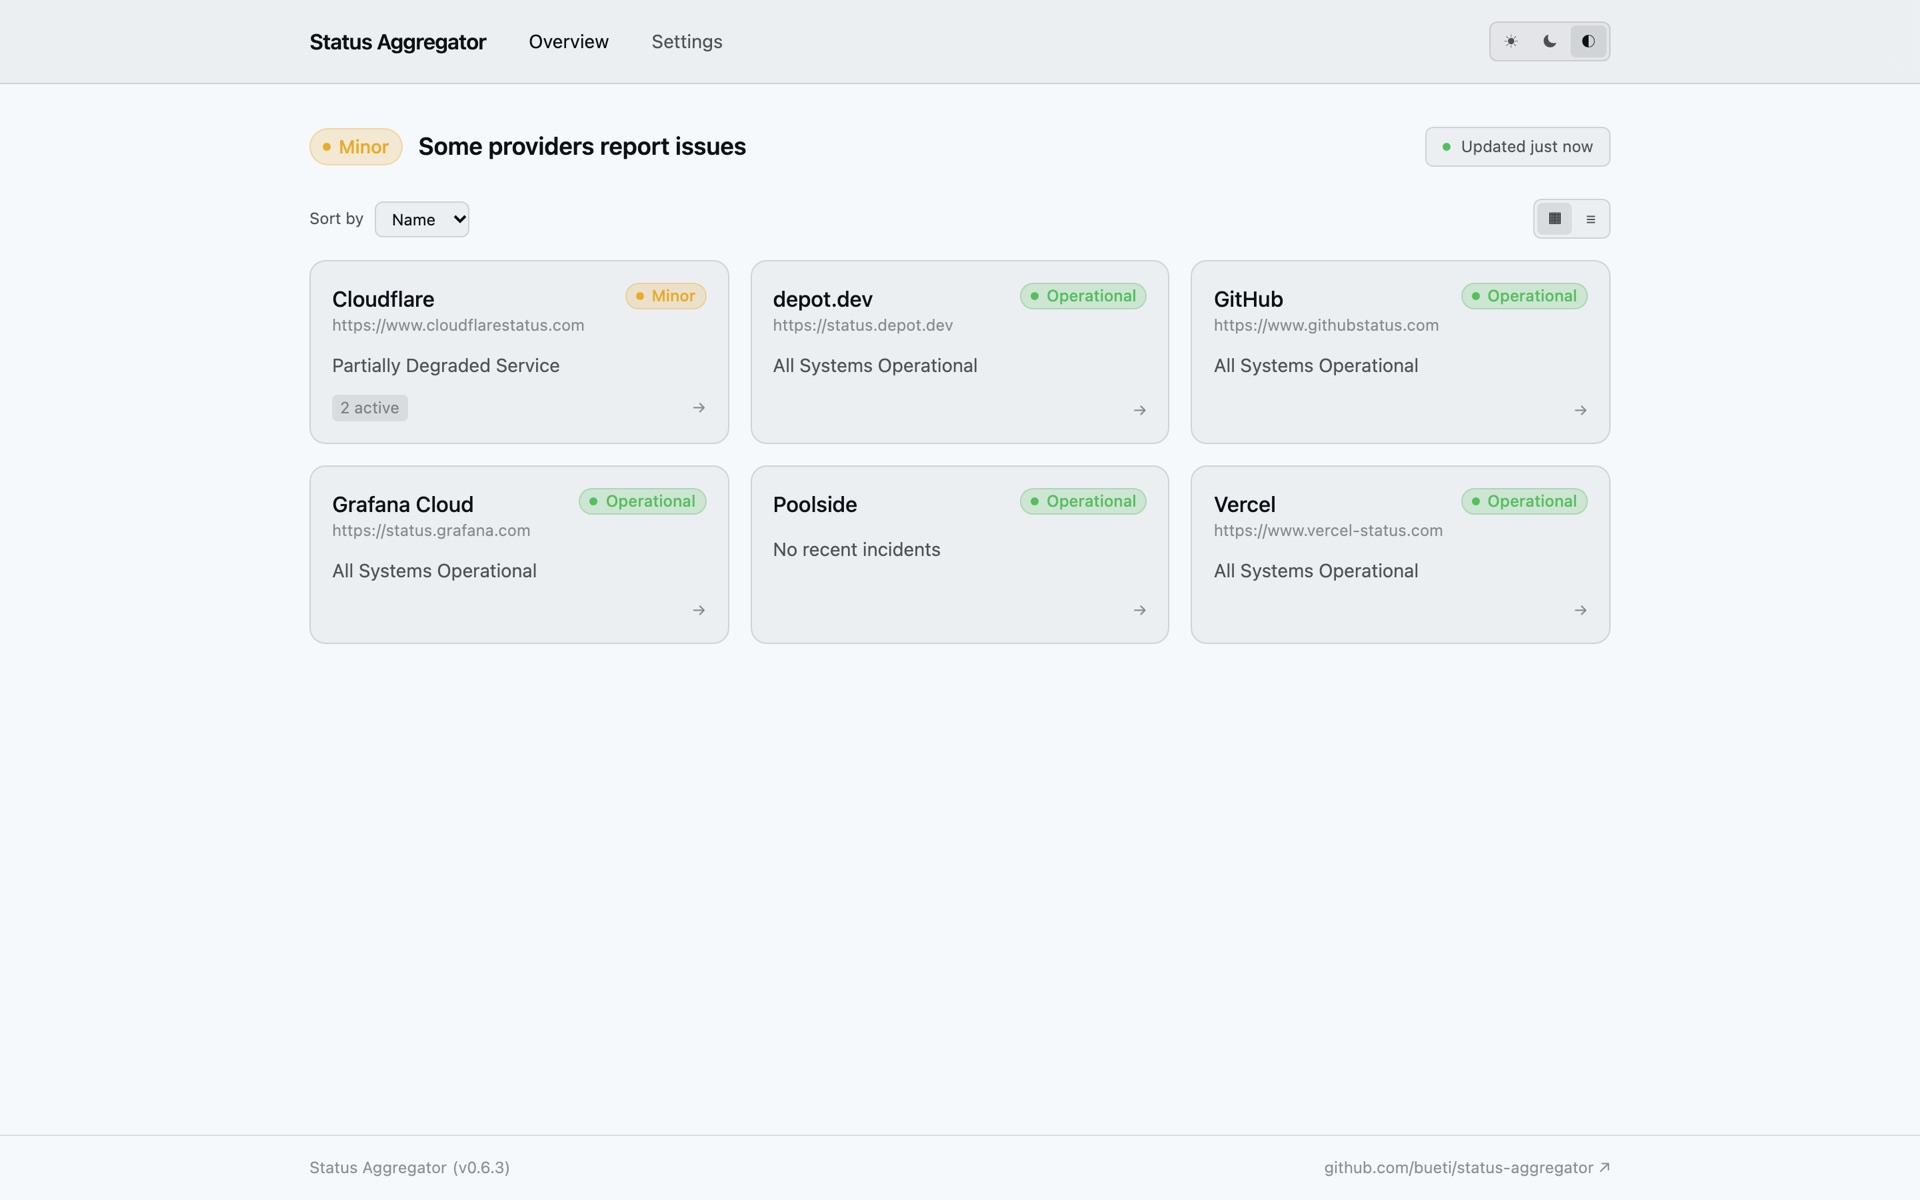 Status Aggregator
Overview
Settings
Minor
Some providers report issues
Updated just now
Sort by
Name
Cloudflare
Minor
https://www.cloudflarestatus.com
Partially Degraded Service
2 active
→
depot.dev
Operational
https://status.depot.dev
All Systems Operational
→
GitHub
Operational
https://www.githubstatus.com
All Systems Operational
→
Grafana Cloud
Operational
https://status.grafana.com
All Systems Operational
→
Poolside
Operational
No recent incidents
→
Vercel
Operational
https://www.vercel-status.com
All Systems Operational
→
Status Aggregator (v0.6.3)
github.com/bueti/status-aggregator ↗